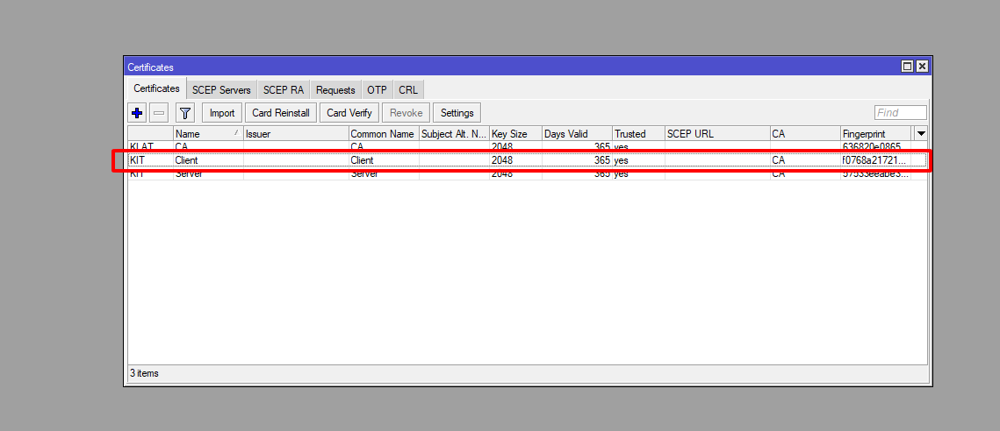 Certificates
Certificates SCEP Servers SCEP RA Requests OTP CRL
Import Card Reinstall Card Verify Revoke Settings Find
Name Issuer Common Name Subject Alt. N... Key Size Days Valid Trusted SCEP URL CA Fingerprint
KLAT CA CA 2048 365 yes 636820e0865...
KIT Client Client 2048 365 yes CA f0768a21721...
KIT Server Server 2048 365 yes CA 57533eeabe3...
3 items